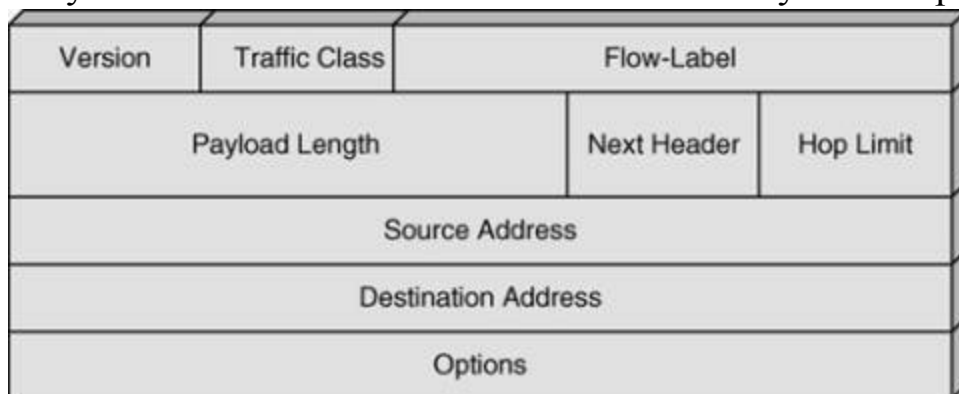 Version Traffic Class Flow-Label
Payload Length Next Header Hop Limit
Source Address
Destination Address
Options